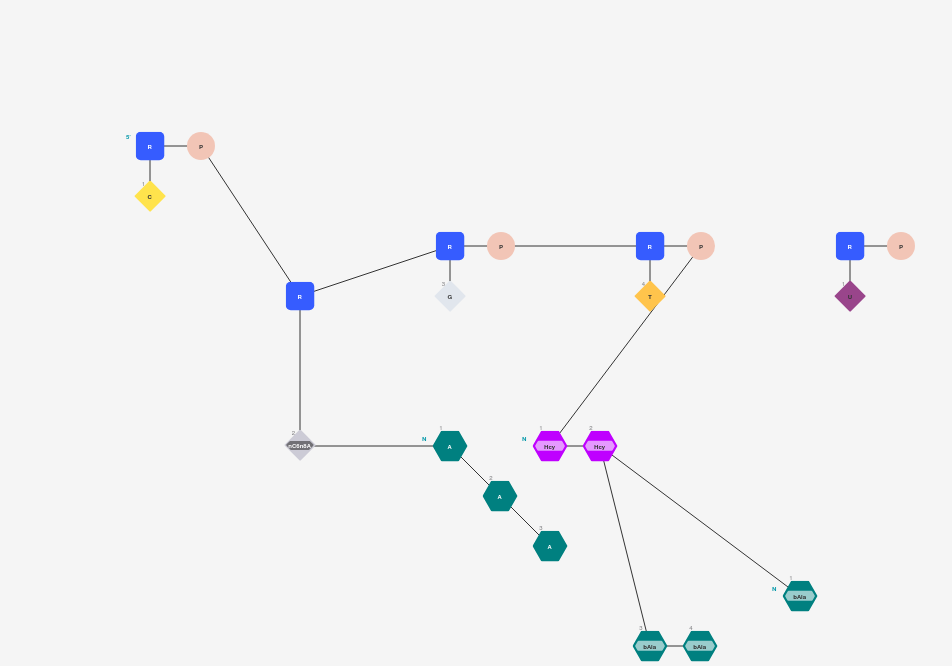 5' R P
1
C
R P R P R P
3 G 4 T 1 U
R
2 nC6n6A N 1 A N 1 Hcy 2 Hcy
2 A
3 A
N 1 bAla
3 bAla 4 bAla